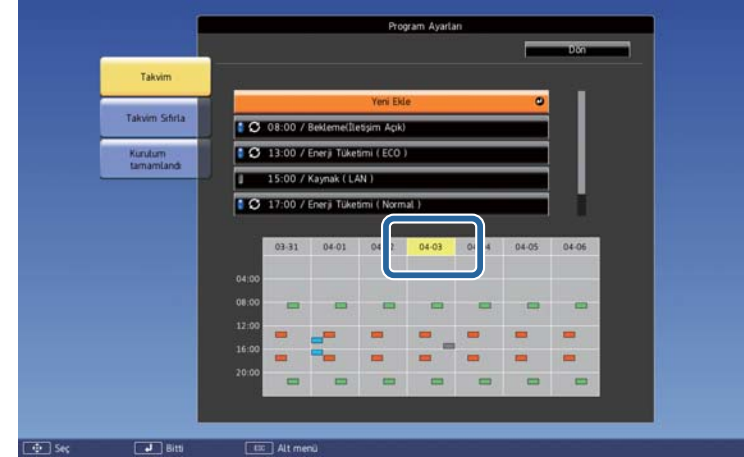 Program Ayarları
Dön
Takvim
Takvim Sıfırla
Kurulum
tamamlandı
Yeni Ekle
08:00 / Bekleme(İletişim Açık)
13:00 / Enerji Tüketimi ( ECO )
15:00 / Kaynak ( LAN )
17:00 / Enerji Tüketimi ( Normal )
03-31 04-01 04-03 04-05 04-06
04:00
08:00
12:00
16:00
20:00
Seç Bitti ESC Alt menü